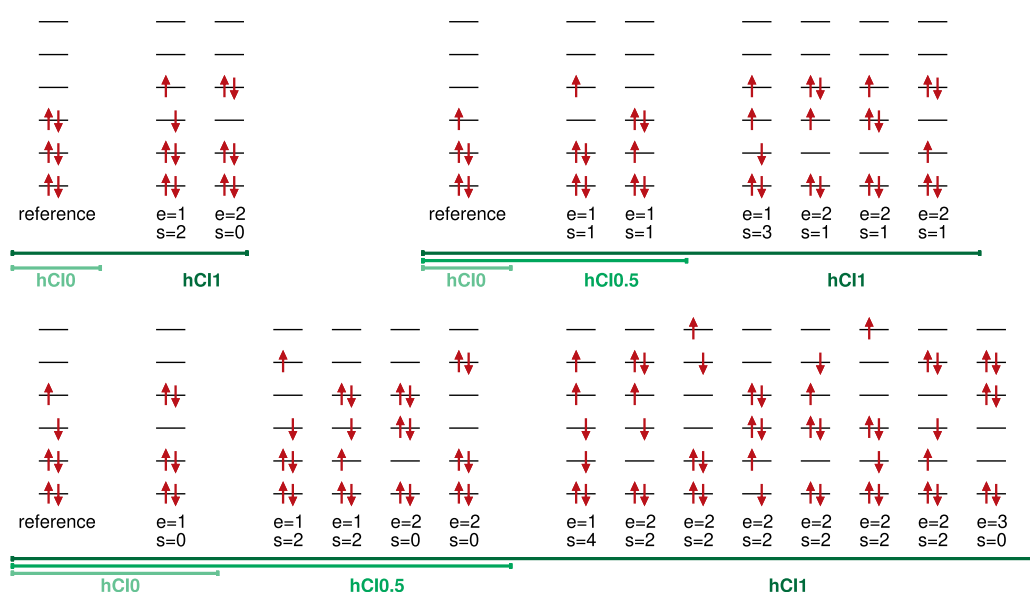 reference e=1 e=2 reference e=1 e=1 e=1 e=2 e=2 e=2
s=2 s=0 s=1 s=1 s=3 s=1 s=1 s=1
hCI0 hCI1 hCI0 hCI0.5 hCI1
reference e=1 e=1 e=1 e=2 e=2 e=1 e=2 e=2 e=2 e=2 e=2 e=2 e=3
s=0 s=2 s=2 s=0 s=0 s=4 s=2 s=2 s=2 s=2 s=2 s=2 s=0
hCI0 hCI0.5 hCI1